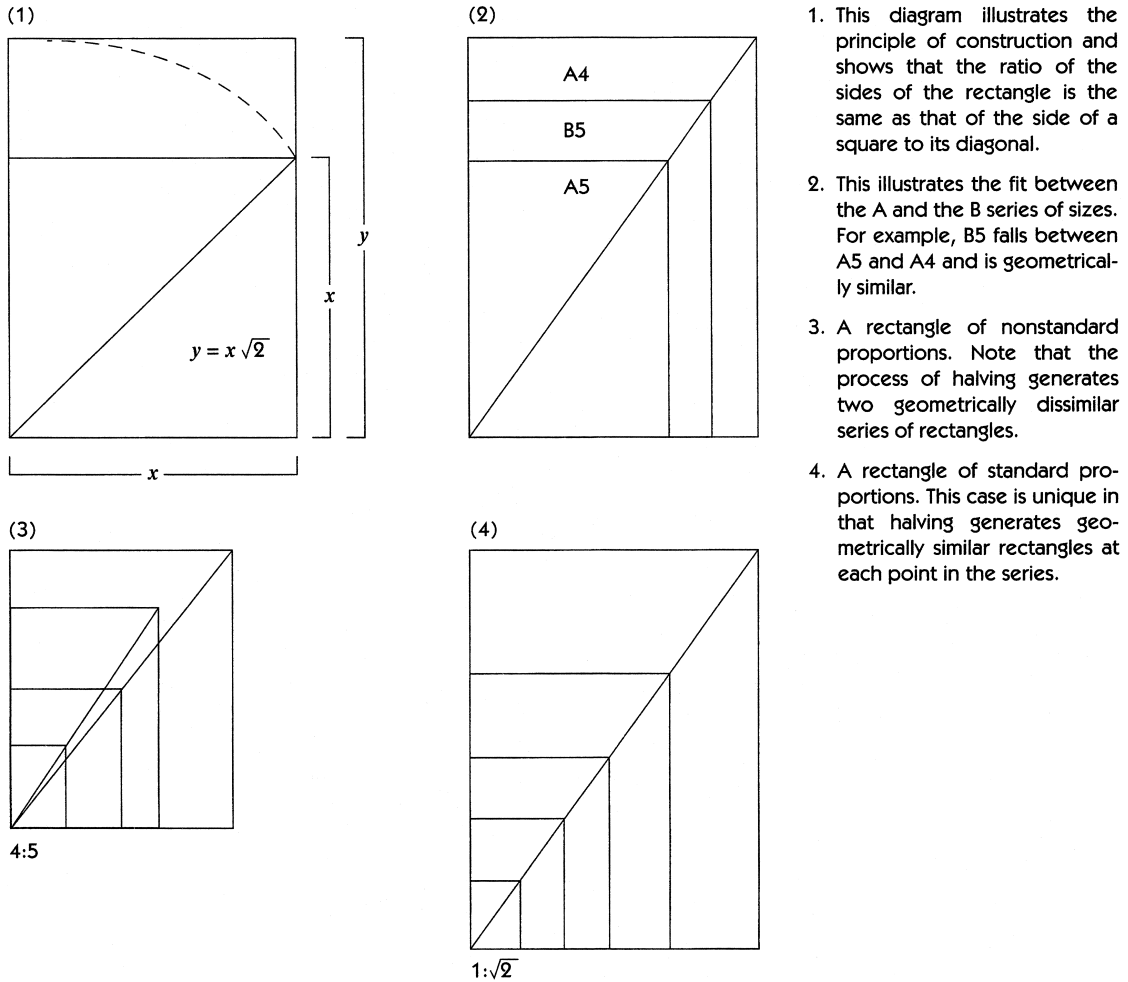 (1)
y
x
y = x √2
x
(2)
A4
B5
A5
(3)
4:5
(4)
1:√2
1. This diagram illustrates the
principle of construction and
shows that the ratio of the
sides of the rectangle is the
same as that of the side of a
square to its diagonal.
2. This illustrates the fit between
the A and the B series of sizes.
For example, B5 falls between
A5 and A4 and is geometrical-
ly similar.
3. A rectangle of nonstandard
proportions. Note that the
process of halving generates
two geometrically dissimilar
series of rectangles.
4. A rectangle of standard pro-
portions. This case is unique in
that halving generates geo-
metrically similar rectangles at
each point in the series.